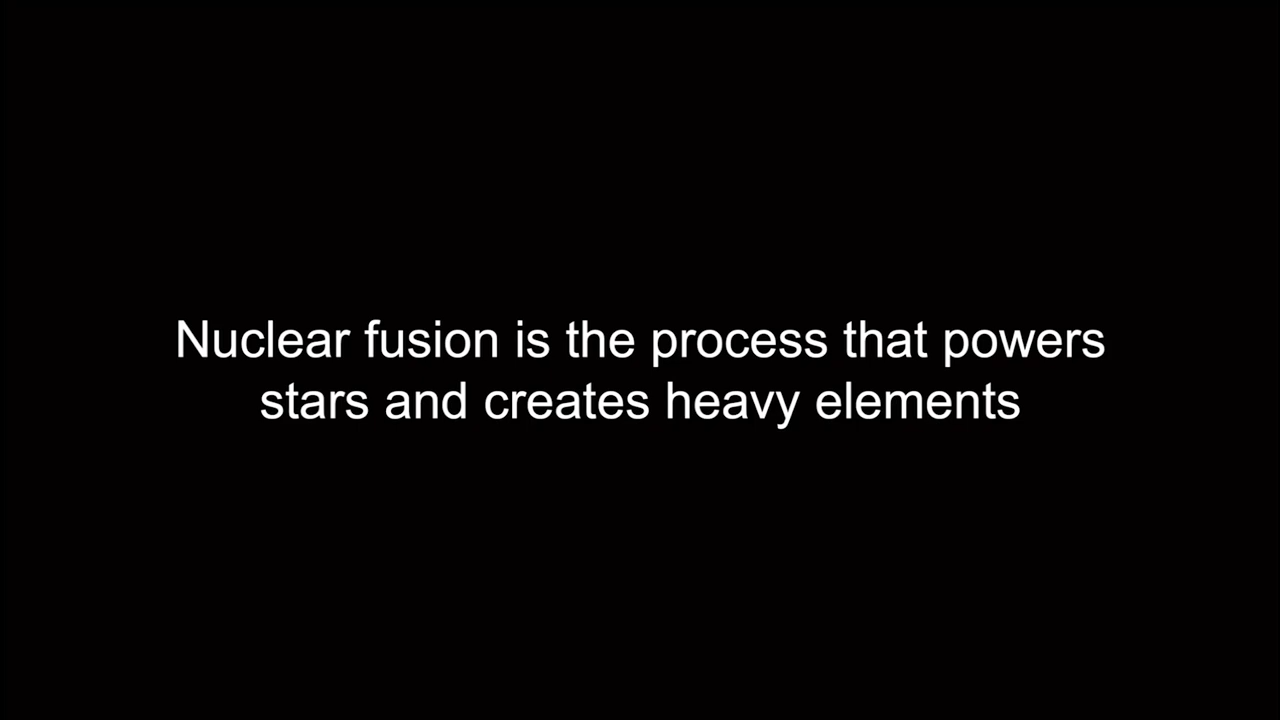 Nuclear fusion is the process that powers
stars and creates heavy elements